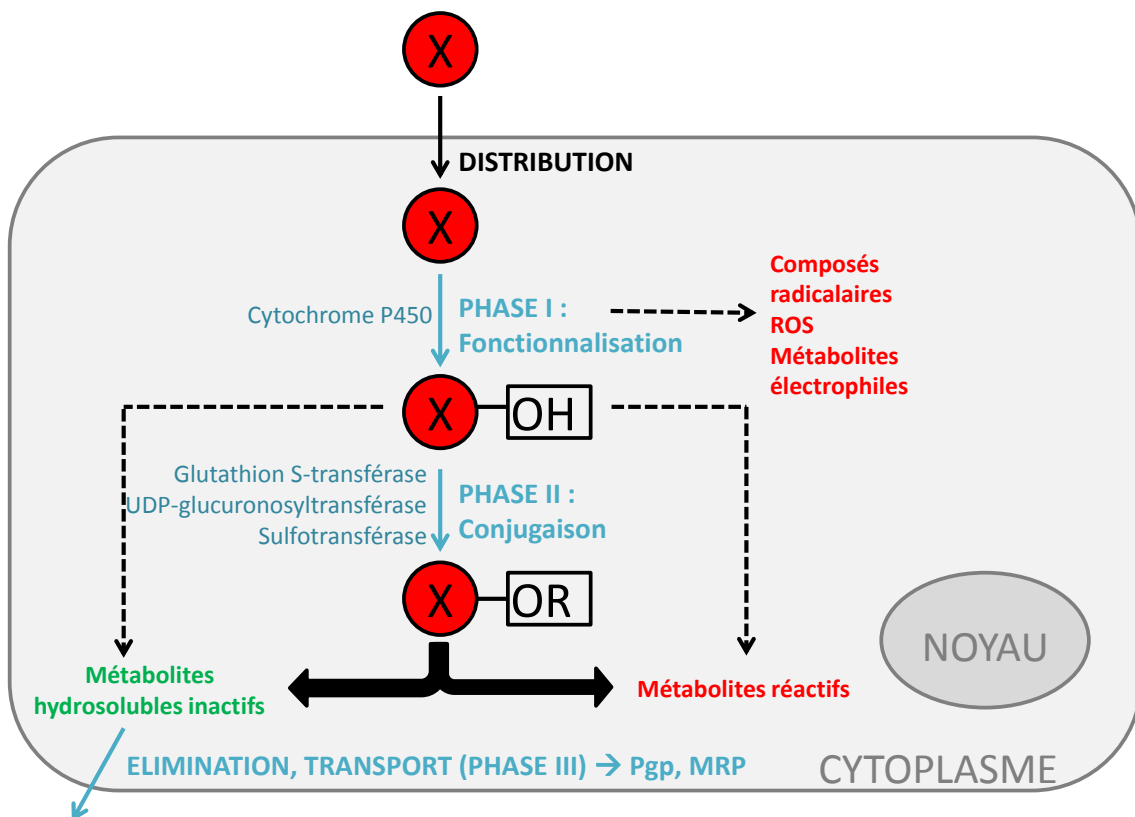 X
DISTRIBUTION
X
Cytochrome P450
PHASE I :
Fonctionnalisation
Composés
radicalaires
ROS
Métabolites
électrophiles
X
OH
Glutathion S-transférase
UDP-glucuronosyltransférase
Sulfotransférase
PHASE II :
Conjugaison
X
OR
NOYAU
Métabolites
hydrosolubles inactifs
Métabolites réactifs
ELIMINATION, TRANSPORT (PHASE III) → Pgp, MRP
CYTOPLASME